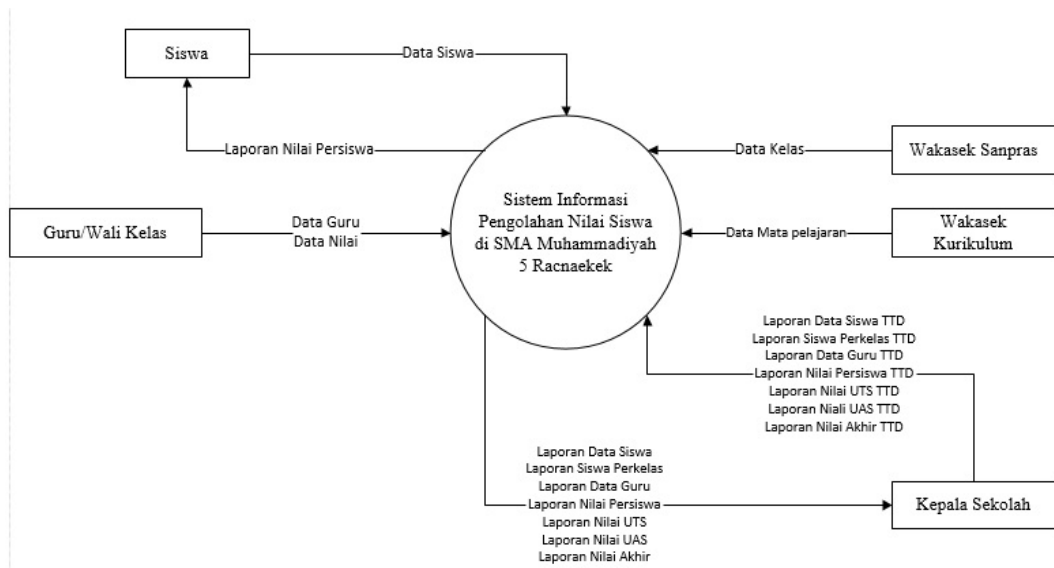 Siswa
Data Siswa
Laporan Nilai Persiswa
Data Kelas
Wakasek Sanpras
Sistem Informasi
Pengolahan Nilai Siswa
di SMA Muhammadiyah
5 Racnaekek
Guru/Wali Kelas
Data Guru
Data Nilai
Data Mata pelajaran
Wakasek
Kurikulum
Laporan Data Siswa TTD
Laporan Siswa Perkelas TTD
Laporan Data Guru TTD
Laporan Nilai Persiswa TTD
Laporan Nilai UTS TTD
Laporan Niali UAS TTD
Laporan Nilai Akhir TTD
Laporan Data Siswa
Laporan Siswa Perkelas
Laporan Data Guru
Laporan Nilai Persiswa
Laporan Nilai UTS
Laporan Nilai UAS
Laporan Nilai Akhir
Kepala Sekolah